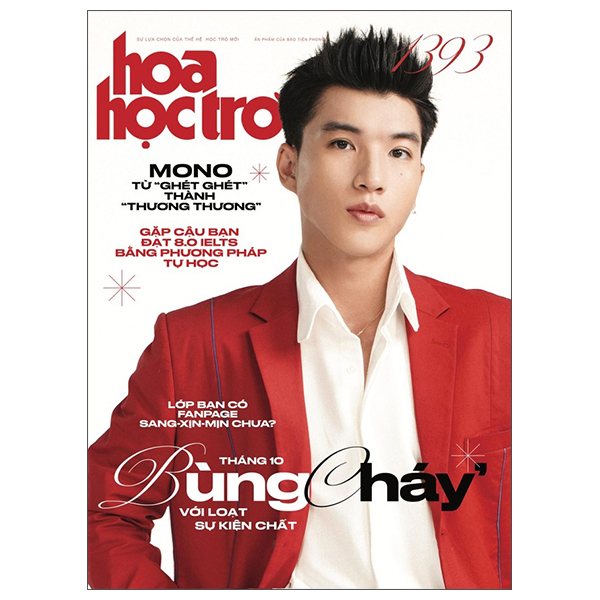 SỰ LỰA CHỌN CỦA THẾ HỆ HỌC TRÒ MỚI
ẤN PHẨM CỦA BÁO TIỀN PHONG
1393
hoa
học trò
MONO
TỪ “GHÉT GHÉT”
THÀNH
“THƯƠNG THƯƠNG”
GẶP CẬU BẠN
ĐẠT 8.0 IELTS
BẰNG PHƯƠNG PHÁP
TỰ HỌC
LỚP BẠN CÓ
FANPAGE
SANG-XỊN-MỊN CHƯA?
THÁNG 10
Bùng Cháy’
VỚI LOẠT
SỰ KIỆN CHẤT